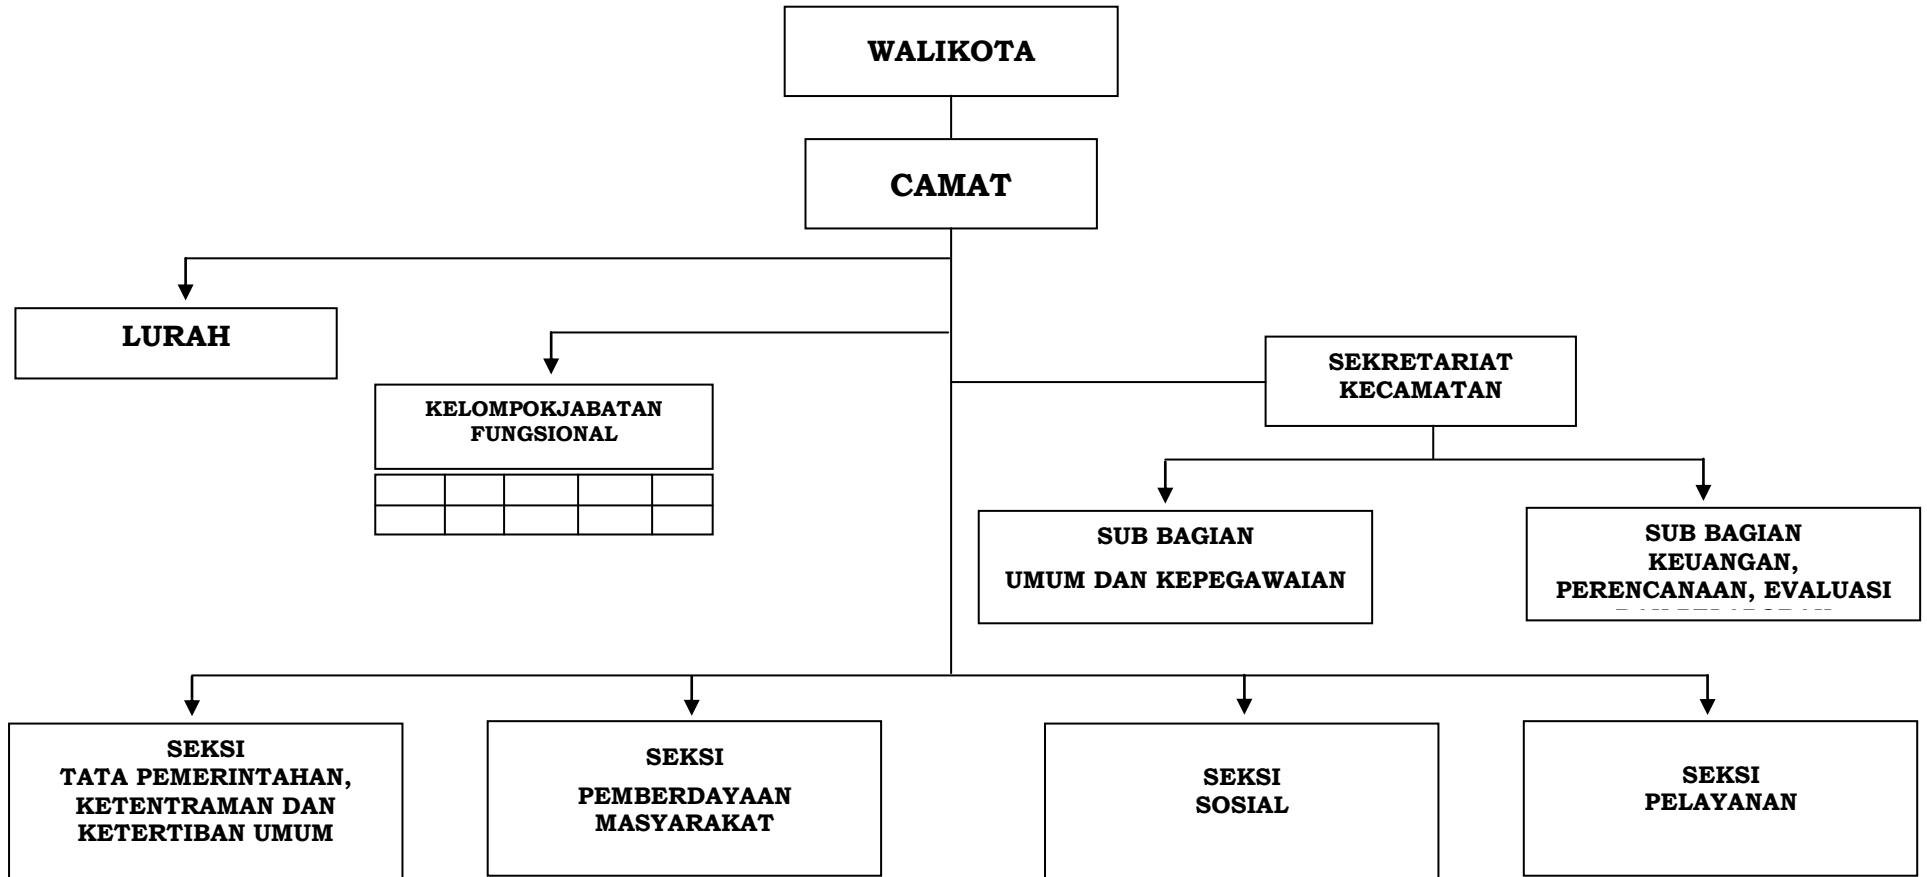 WALIKOTA
CAMAT
LURAH
SEKRETARIAT
KECAMATAN
KELOMPOKJABATAN
FUNGSIONAL
SUB BAGIAN
UMUM DAN KEPEGAWAIAN
SUB BAGIAN
KEUANGAN,
PERENCANAAN, EVALUASI
SEKSI
TATA PEMERINTAHAN,
KETENTRAMAN DAN
KETERTIBAN UMUM
SEKSI
PEMBERDAYAAN
MASYARAKAT
SEKSI
SOSIAL
SEKSI
PELAYANAN